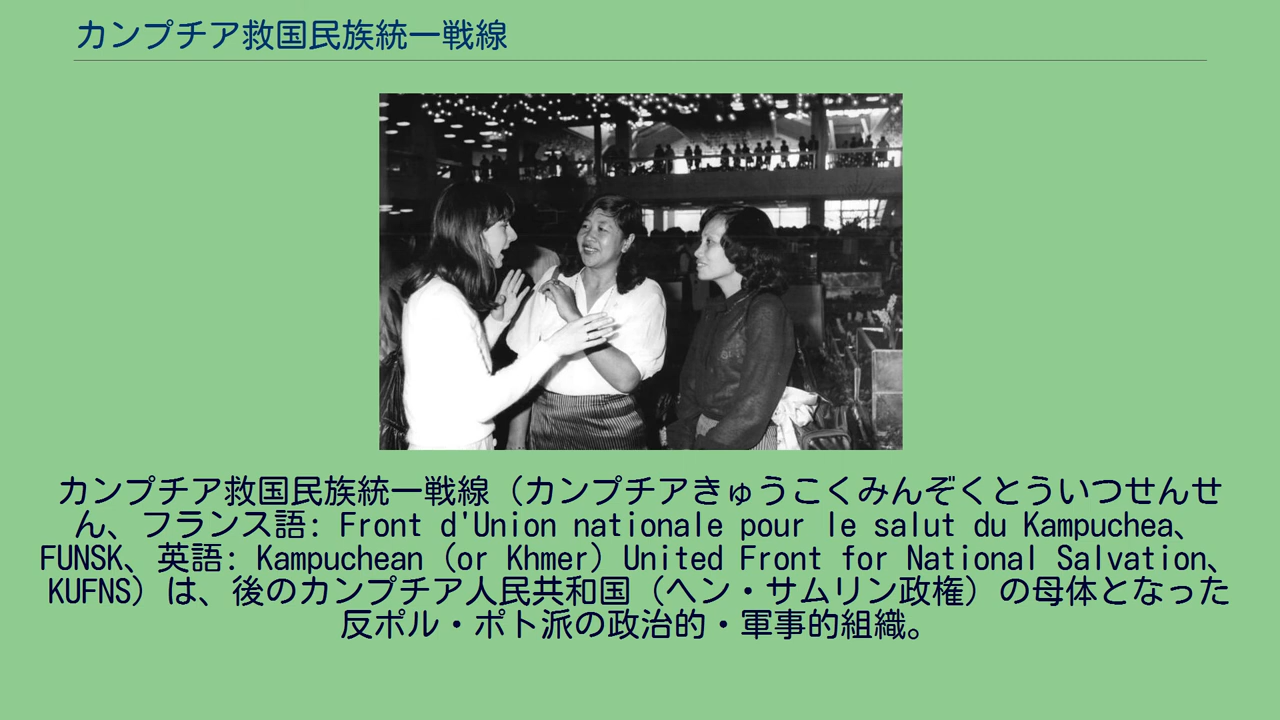 カンプチア救国民族統一戦線
カンプチア救国民族統一戦線（カンプチアきゅうこくみんぞくとういつせんせ
ん、フランス語: Front d'Union nationale pour le salut du Kampuchea、
FUNSK、英語: Kampuchean（or Khmer）United Front for National Salvation、
KUFNS）は、後のカンプチア人民共和国（ヘン・サムリン政権）の母体となった
反ポル・ポト派の政治的・軍事的組織。